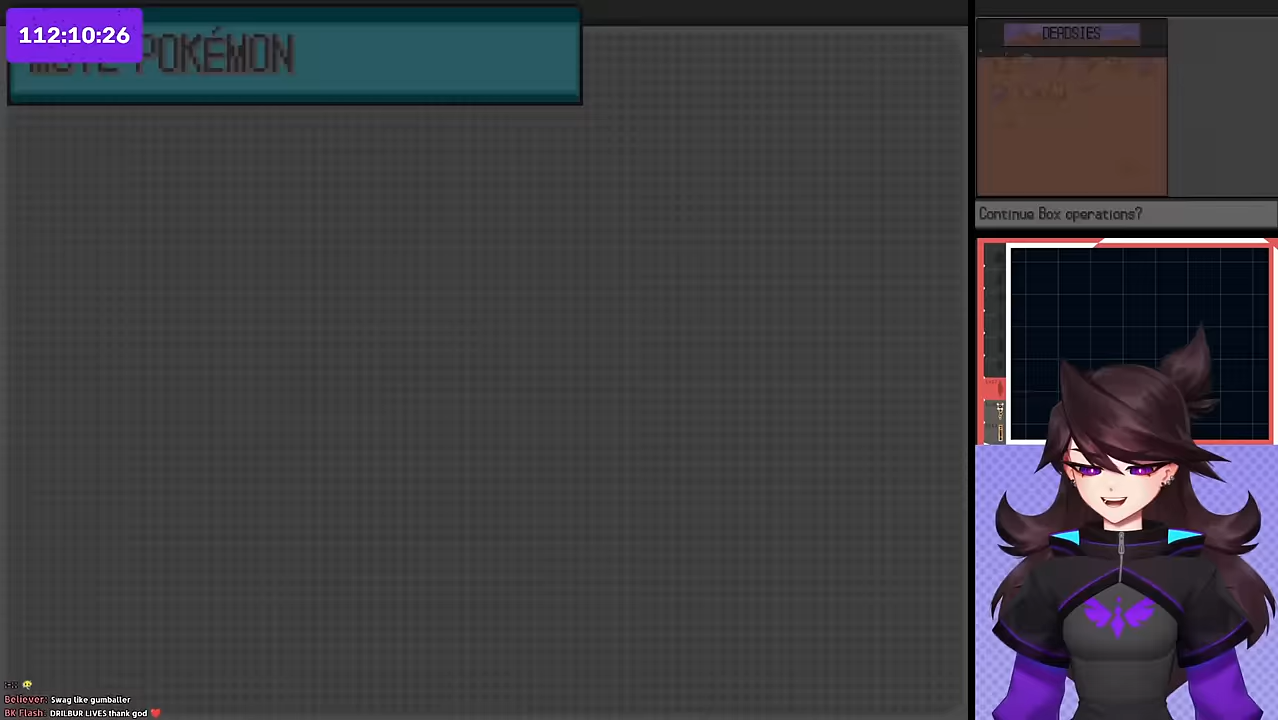 112:10:26
POKÉMON
DEADSIES
Continue Box operations?
Believer: Swag like gumballer
BK Flash: DRILBUR LIVES thank god ❤️